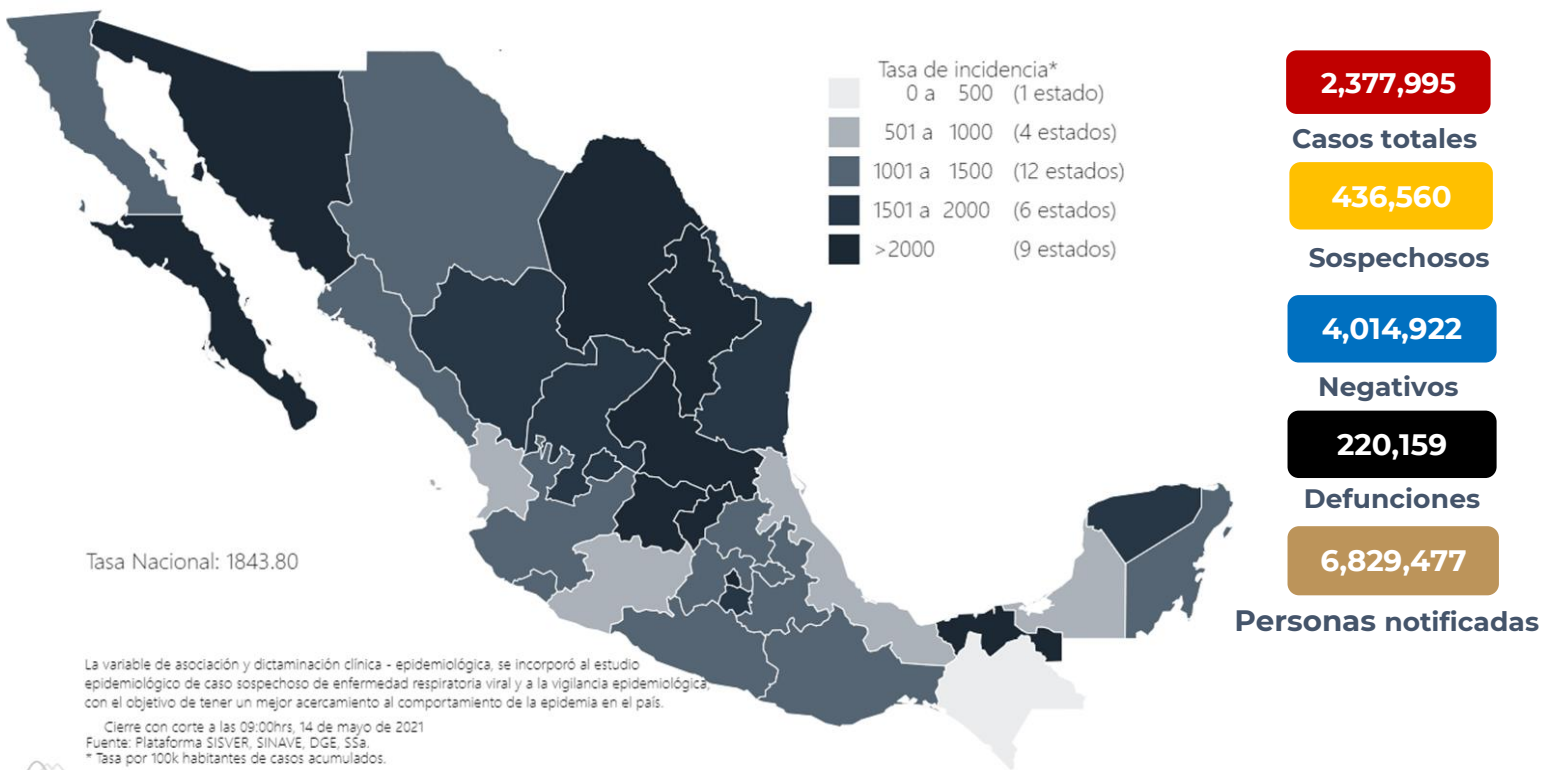 Tasa de incidencia*
0 a 500 (1 estado)
501 a 1000 (4 estados)
1001 a 1500 (12 estados)
1501 a 2000 (6 estados)
>2000 (9 estados)
2,377,995
Casos totales
436,560
Sospechosos
4,014,922
Negativos
220,159
Defunciones
6,829,477
Personas notificadas
Tasa Nacional: 1843.80
La variable de asociación y dictaminación clínica - epidemiológica, se incorporó al estudio
epidemiológico de caso sospechoso de enfermedad respiratoria viral y a la vigilancia epidemiológica,
con el objetivo de tener un mejor acercamiento al comportamiento de la epidemia en el país.
Cierre con corte a las 09:00hrs, 14 de mayo de 2021
Fuente: Plataforma SISVER, SINAVE, DGE, SSa.
* Tasa por 100k habitantes de casos acumulados.